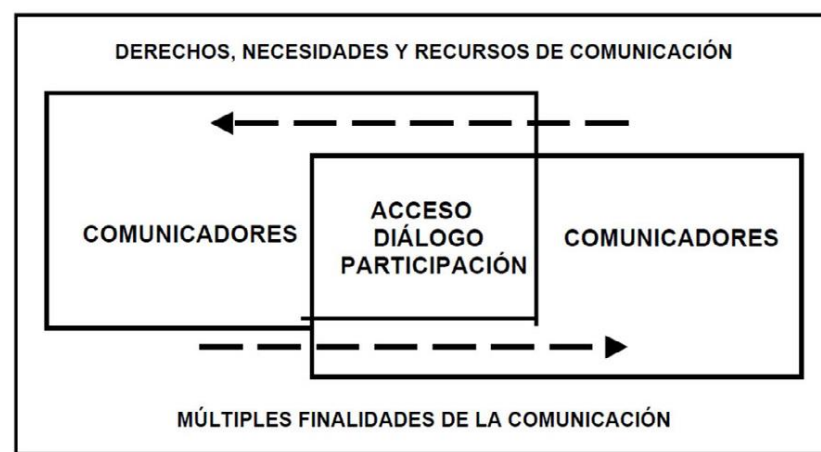 DERECHOS, NECESIDADES Y RECURSOS DE COMUNICACIÓN
COMUNICADORES
ACCESO
DIÁLOGO
PARTICIPACIÓN
COMUNICADORES
MÚLTIPLES FINALIDADES DE LA COMUNICACIÓN